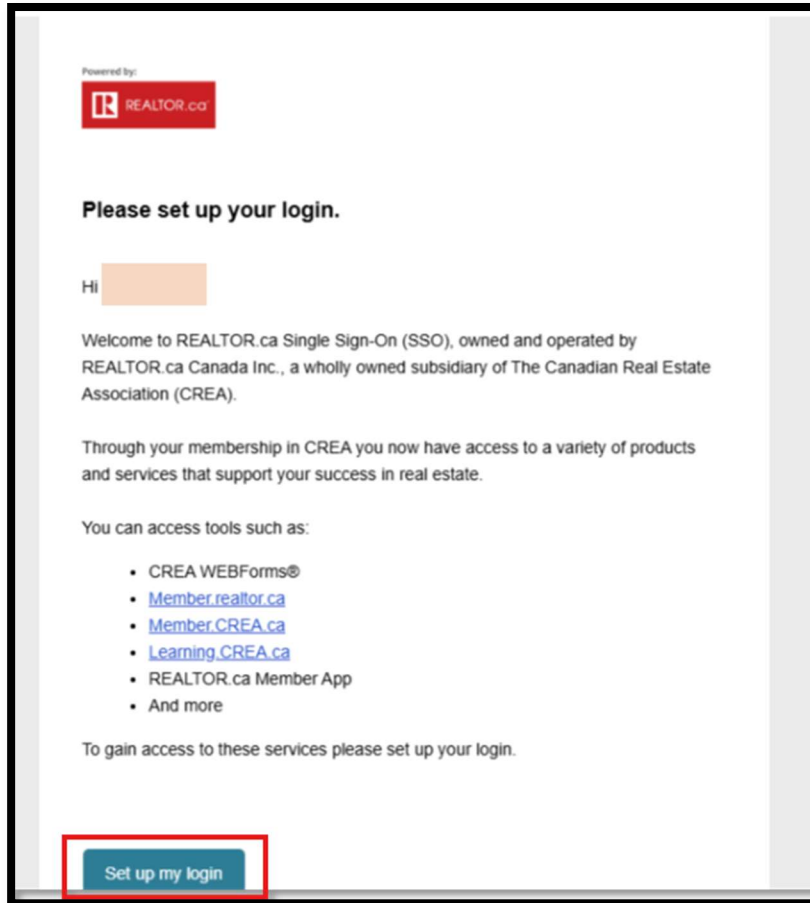 Powered by:
REALTOR.ca
Please set up your login.
Hi
Welcome to REALTOR.ca Single Sign-On (SSO), owned and operated by
REALTOR.ca Canada Inc., a wholly owned subsidiary of The Canadian Real Estate
Association (CREA).
Through your membership in CREA you now have access to a variety of products
and services that support your success in real estate.
You can access tools such as:
• CREA WEBForms®
• Member.realtor.ca
• Member.CREA.ca
• Learning.CREA.ca
• REALTOR.ca Member App
• And more
To gain access to these services please set up your login.
Set up my login